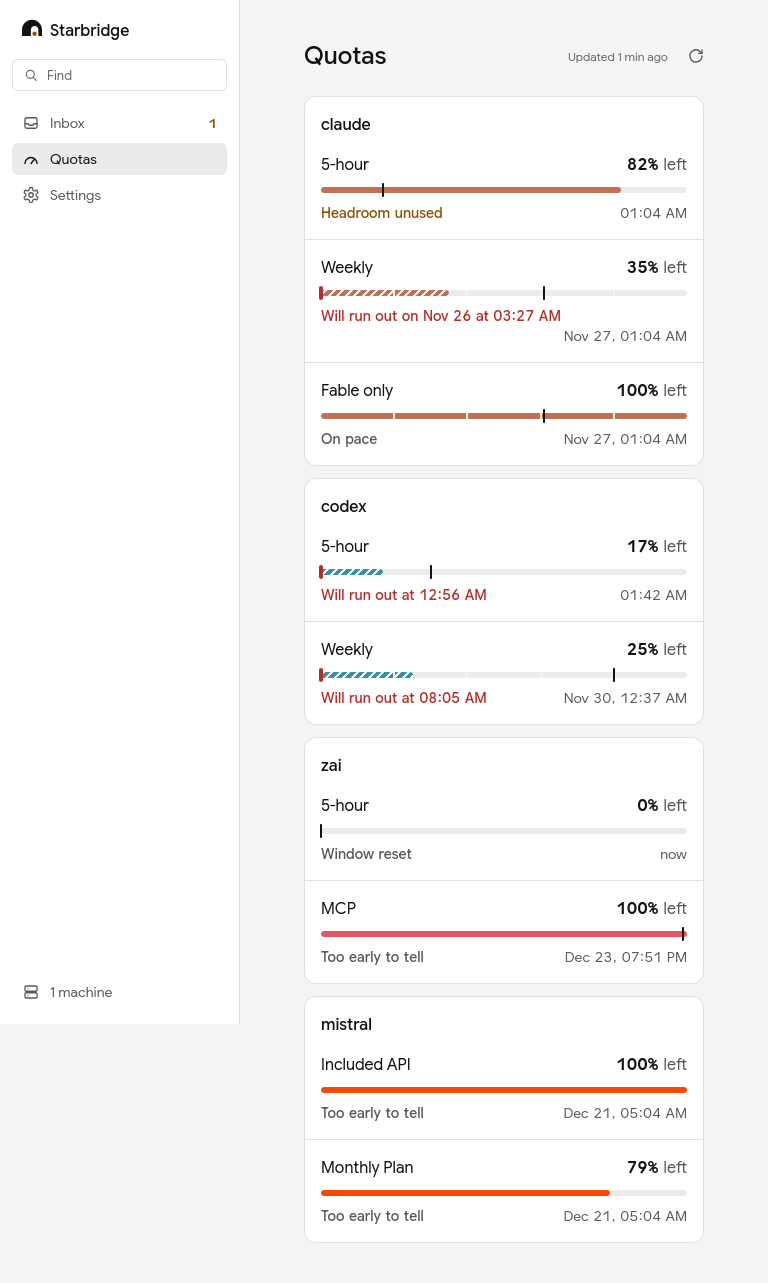 Starbridge
Find
Inbox 1
Quotas
Settings
1 machine
Quotas
Updated 1 min ago
claude
5-hour 82% left
Headroom unused 01:04 AM
Weekly 35% left
Will run out on Nov 26 at 03:27 AM
Nov 27, 01:04 AM
Fable only 100% left
On pace Nov 27, 01:04 AM
codex
5-hour 17% left
Will run out at 12:56 AM 01:42 AM
Weekly 25% left
Will run out at 08:05 AM Nov 30, 12:37 AM
zai
5-hour 0% left
Window reset now
MCP 100% left
Too early to tell Dec 23, 07:51 PM
mistral
Included API 100% left
Too early to tell Dec 21, 05:04 AM
Monthly Plan 79% left
Too early to tell Dec 21, 05:04 AM